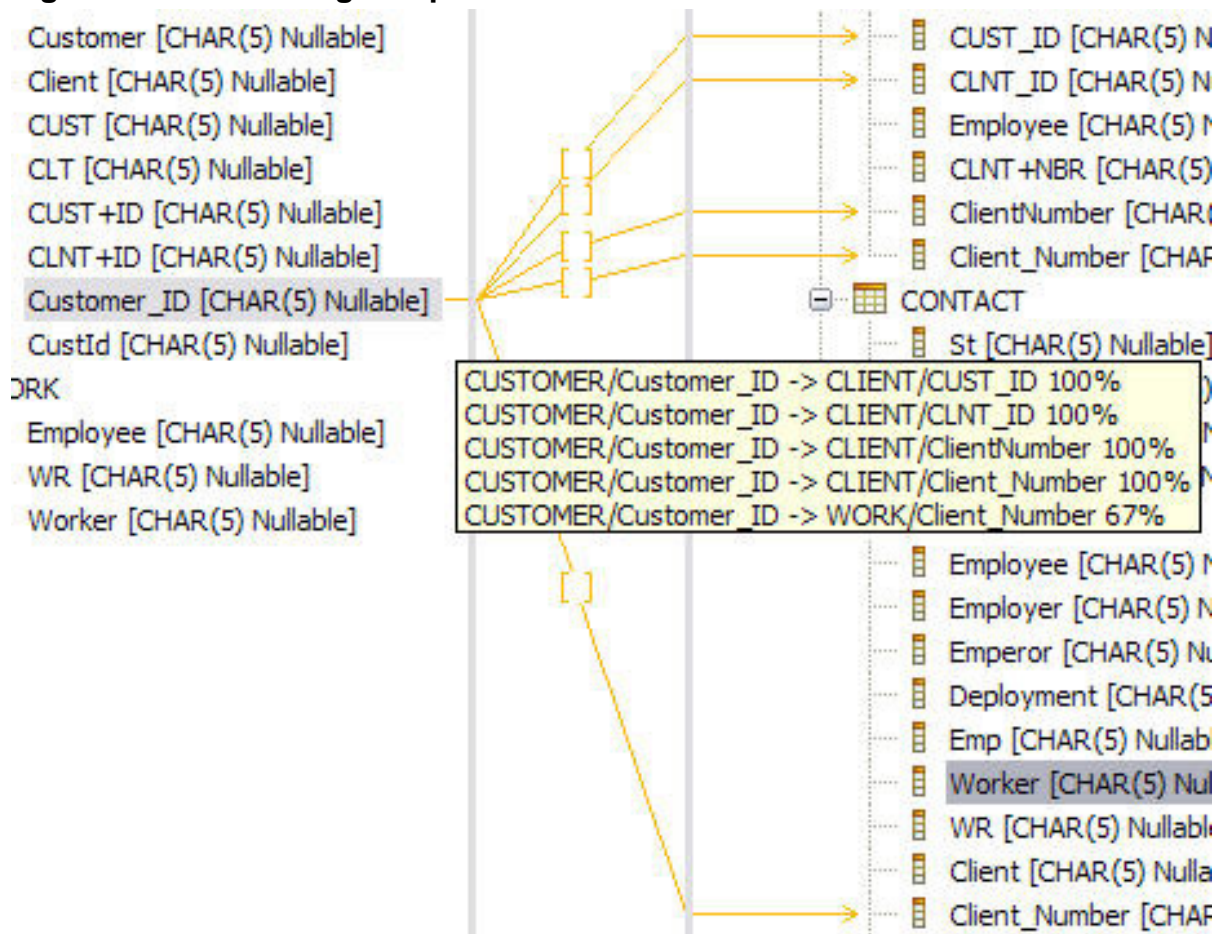 Customer [CHAR(5) Nullable]
Client [CHAR(5) Nullable]
CUST [CHAR(5) Nullable]
CLT [CHAR(5) Nullable]
CUST+ID [CHAR(5) Nullable]
CLNT+ID [CHAR(5) Nullable]
Customer_ID [CHAR(5) Nullable]
CustId [CHAR(5) Nullable]
ORK
Employee [CHAR(5) Nullable]
WR [CHAR(5) Nullable]
Worker [CHAR(5) Nullable]
CUSTOMER/Customer_ID -> CLIENT/CUST_ID 100%
CUSTOMER/Customer_ID -> CLIENT/CLNT_ID 100%
CUSTOMER/Customer_ID -> CLIENT/ClientNumber 100%
CUSTOMER/Customer_ID -> CLIENT/Client_Number 100%
CUSTOMER/Customer_ID -> WORK/Client_Number 67%
CUST_ID [CHAR(5) N
CLNT_ID [CHAR(5) N
Employee [CHAR(5) N
CLNT+NBR [CHAR(5)
ClientNumber [CHAR(
Client_Number [CHAR
CONTACT
St [CHAR(5) Nullable]
Employee [CHAR(5) N
Employer [CHAR(5) N
Emperor [CHAR(5) Nu
Deployment [CHAR(5
Emp [CHAR(5) Nullab
Worker [CHAR(5) Nul
WR [CHAR(5) Nullabl
Client [CHAR(5) Nulla
Client_Number [CHAR